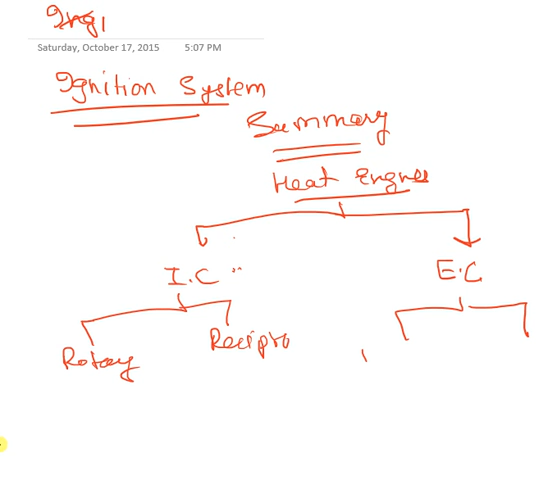 Saturday, October 17, 2015 5:07 PM
Ignition System
Summary
Heat Engines
I.C E.C
Rotary Recipro